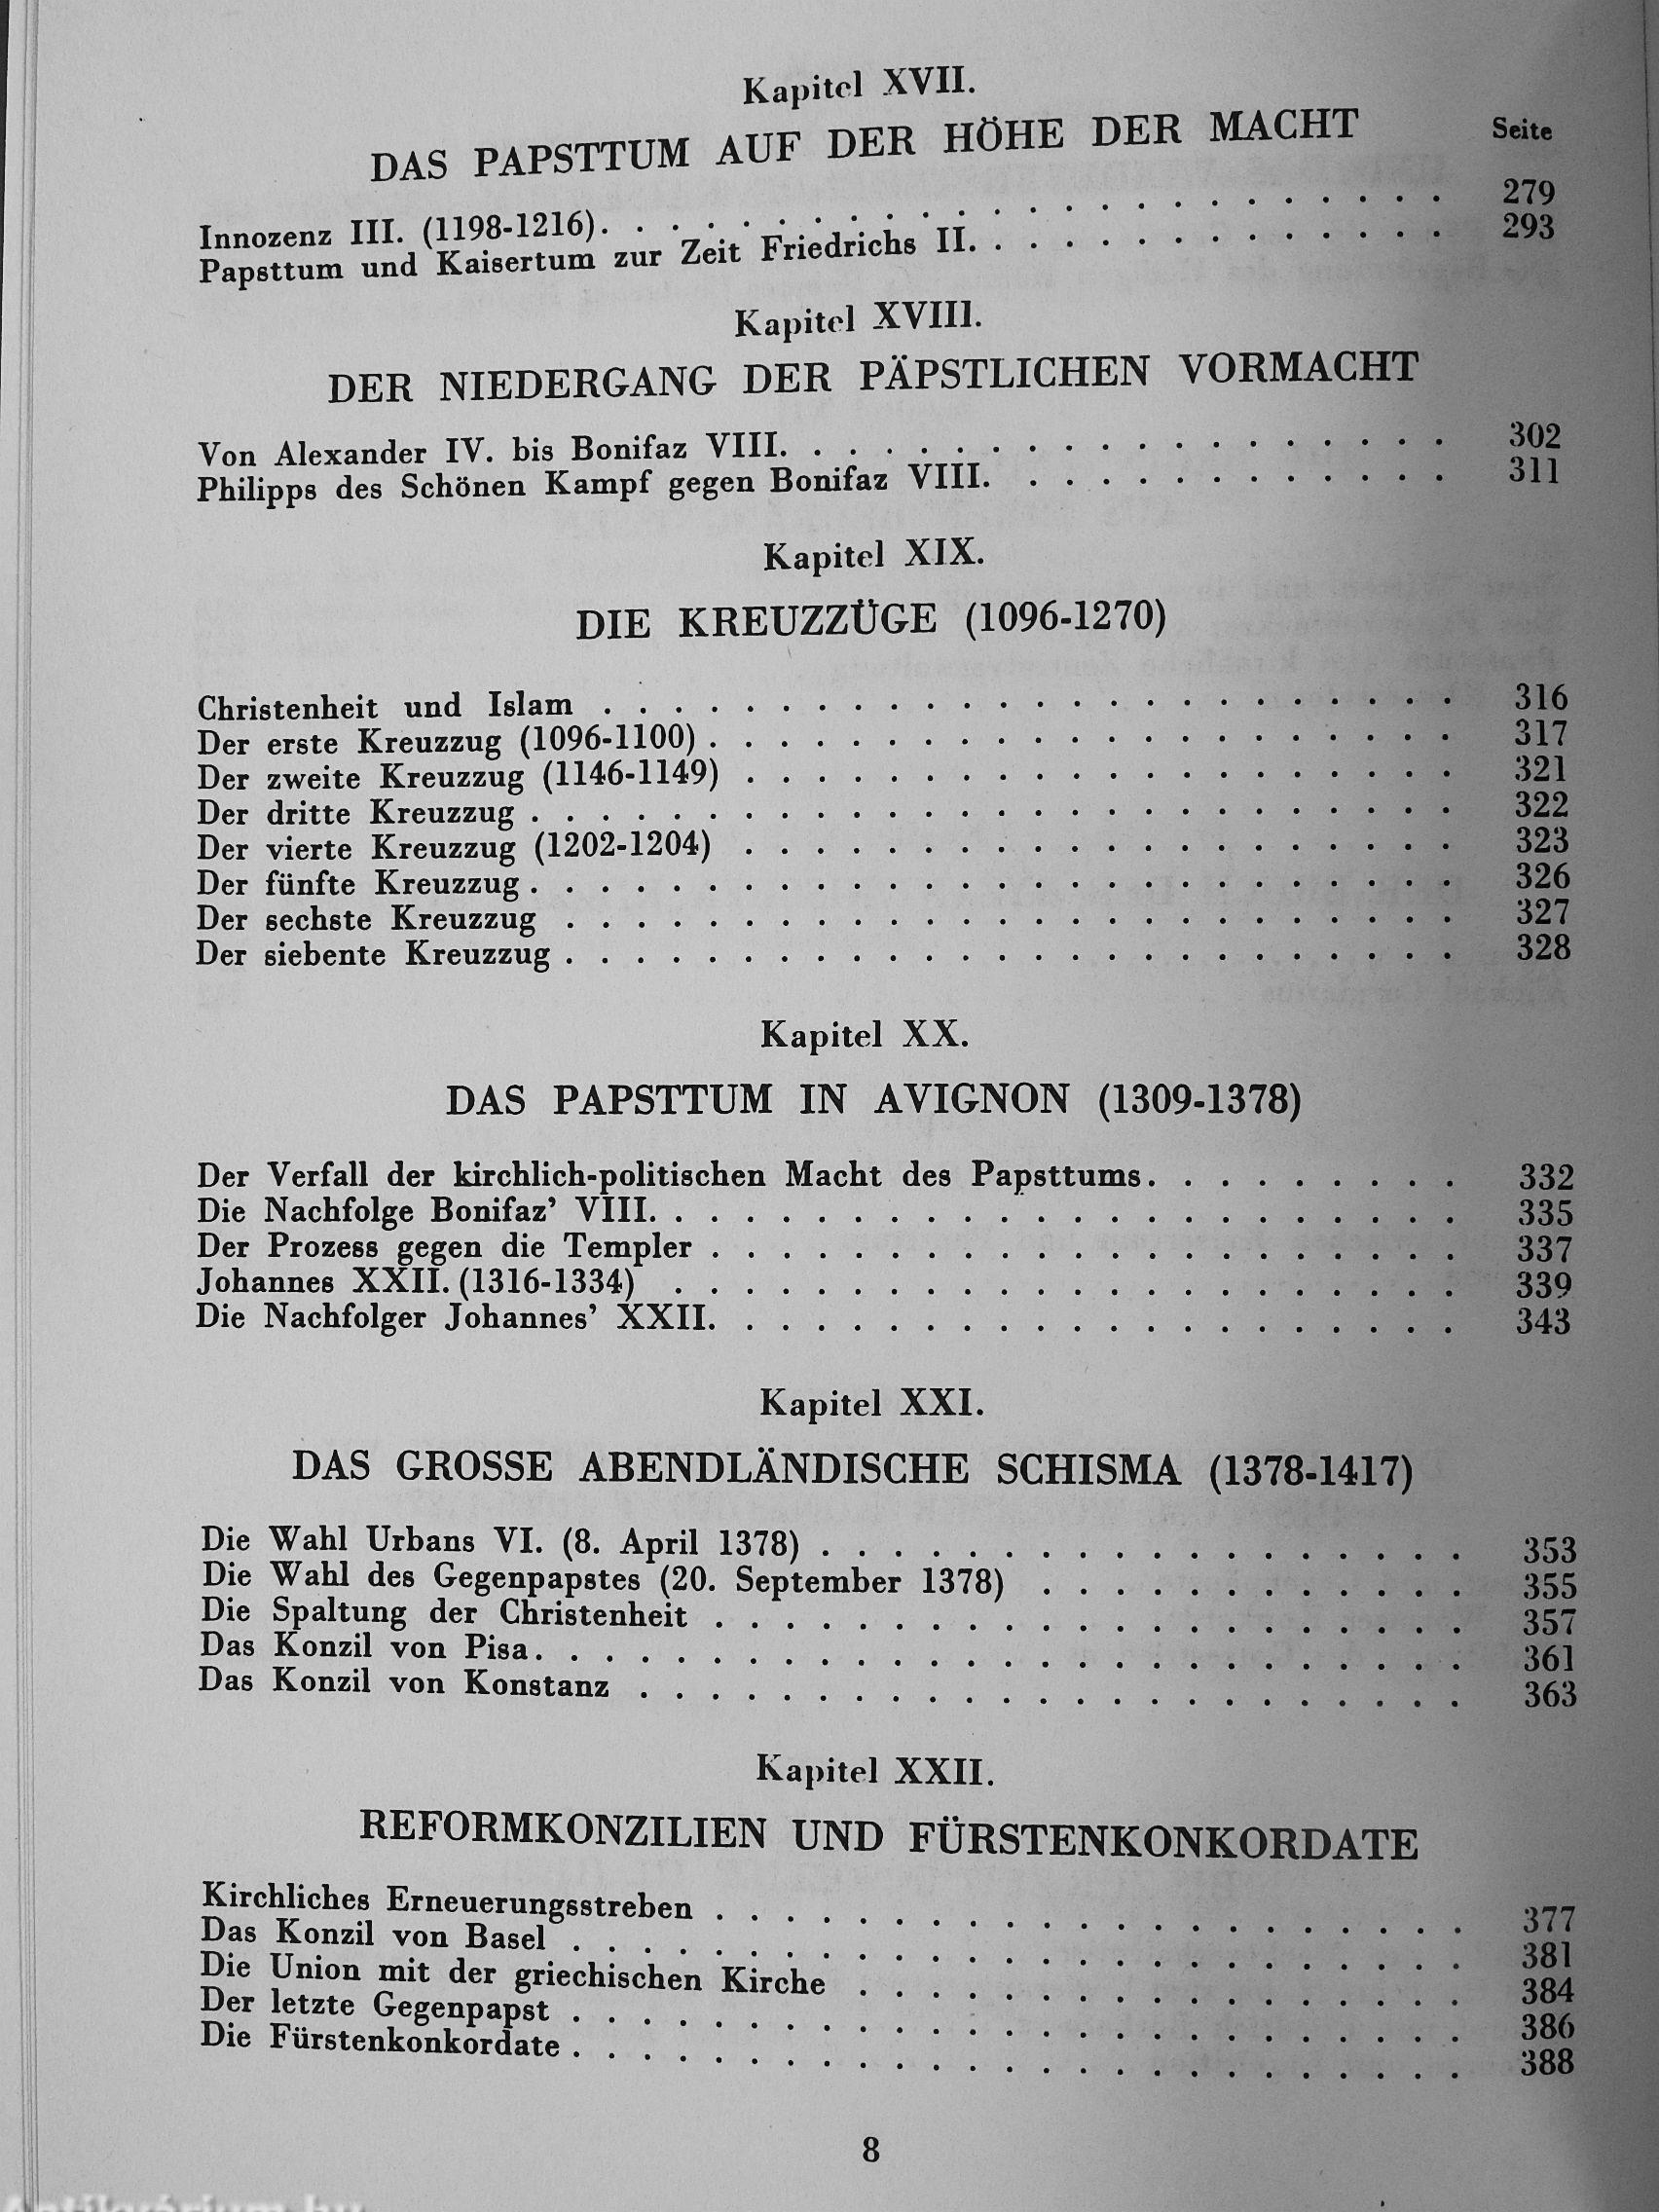 Kapitel XVII.
DAS PAPSTTUM AUF DER HÖHE DER MACHT
Seite
Innozenz III. (1198-1216). . . . . . . . . . . . . . . . . . . . . . . . 279
Papsttum und Kaisertum zur Zeit Friedrichs II. . . . . . . . . . . . . . . 293
Kapitel XVIII.
DER NIEDERGANG DER PÄPSTLICHEN VORMACHT
Von Alexander IV. bis Bonifaz VIII. . . . . . . . . . . . . . . . . . . . 302
Philipps des Schönen Kampf gegen Bonifaz VIII. . . . . . . . . . . . . 311
Kapitel XIX.
DIE KREUZZÜGE (1096-1270)
Christenheit und Islam . . . . . . . . . . . . . . . . . . . . . . . . 316
Der erste Kreuzzug (1096-1100) . . . . . . . . . . . . . . . . . . . . . 317
Der zweite Kreuzzug (1146-1149) . . . . . . . . . . . . . . . . . . . . 321
Der dritte Kreuzzug . . . . . . . . . . . . . . . . . . . . . . . . . . 322
Der vierte Kreuzzug (1202-1204) . . . . . . . . . . . . . . . . . . . . 323
Der fünfte Kreuzzug . . . . . . . . . . . . . . . . . . . . . . . . . . 326
Der sechste Kreuzzug . . . . . . . . . . . . . . . . . . . . . . . . . 327
Der siebente Kreuzzug . . . . . . . . . . . . . . . . . . . . . . . . . 328
Kapitel XX.
DAS PAPSTTUM IN AVIGNON (1309-1378)
Der Verfall der kirchlich-politischen Macht des Papsttums. . . . . . . . . 332
Die Nachfolge Bonifaz’ VIII. . . . . . . . . . . . . . . . . . . . . . . 335
Der Prozess gegen die Templer . . . . . . . . . . . . . . . . . . . . . 337
Johannes XXII. (1316-1334) . . . . . . . . . . . . . . . . . . . . . . 339
Die Nachfolger Johannes’ XXII. . . . . . . . . . . . . . . . . . . . . 343
Kapitel XXI.
DAS GROSSE ABENDLÄNDISCHE SCHISMA (1378-1417)
Die Wahl Urbans VI. (8. April 1378) . . . . . . . . . . . . . . . . . . 353
Die Wahl des Gegenpapstes (20. September 1378) . . . . . . . . . . . . 355
Die Spaltung der Christenheit . . . . . . . . . . . . . . . . . . . . . 357
Das Konzil von Pisa. . . . . . . . . . . . . . . . . . . . . . . . . . 361
Das Konzil von Konstanz . . . . . . . . . . . . . . . . . . . . . . . 363
Kapitel XXII.
REFORMKONZILIEN UND FÜRSTENKONKORDATE
Kirchliches Erneuerungsstreben . . . . . . . . . . . . . . . . . . . . . 377
Das Konzil von Basel . . . . . . . . . . . . . . . . . . . . . . . . . 381
Die Union mit der griechischen Kirche . . . . . . . . . . . . . . . . . 384
Der letzte Gegenpapst . . . . . . . . . . . . . . . . . . . . . . . . . 386
Die Fürstenkonkordate . . . . . . . . . . . . . . . . . . . . . . . . . 388
8
Antikvárium.hu